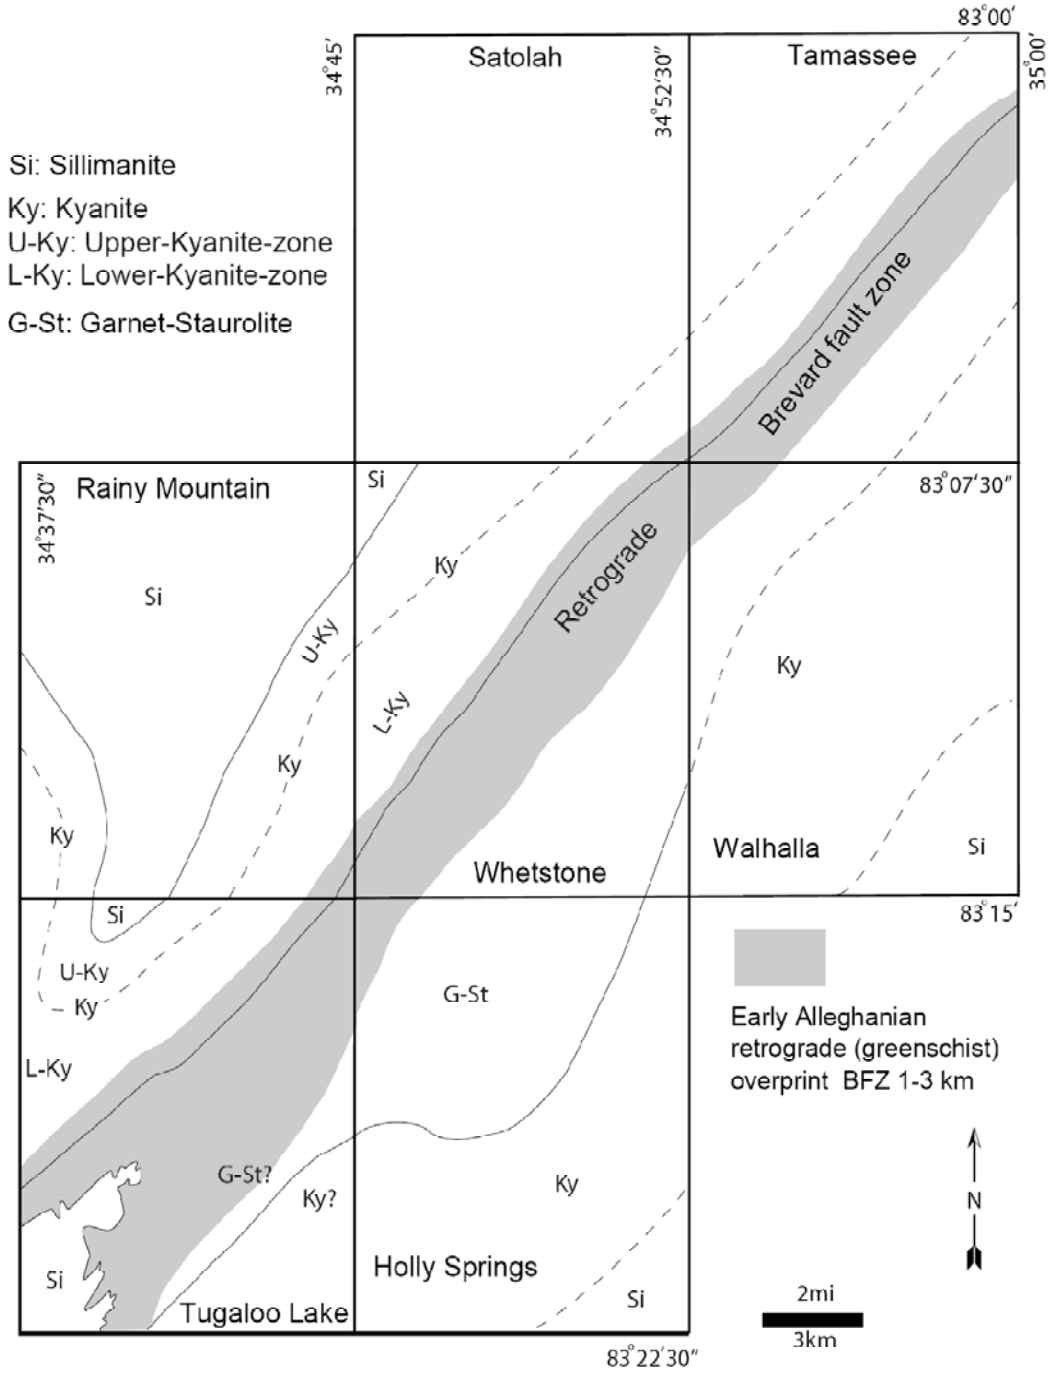 83°00'
34°45'
Satolah
34°52'30"
Tamassee
35°00'
Si: Sillimanite
Ky: Kyanite
U-Ky: Upper-Kyanite-zone
L-Ky: Lower-Kyanite-zone
G-St: Garnet-Staurolite
Brevard fault zone
34°37'30"
Rainy Mountain
Si
83°07'30"
Ky
Retrograde
Si
U-Ky
Ky
L-Ky
Ky
Ky
Whetstone
Walhalla
Si
Si
83°15'
U-Ky
G-St
Ky
Early Alleghanian
retrograde (greenschist)
overprint BFZ 1-3 km
L-Ky
G-St?
Ky?
Ky
N
Si
Holly Springs
Si
2mi
Tugaloo Lake
3km
83°22'30"